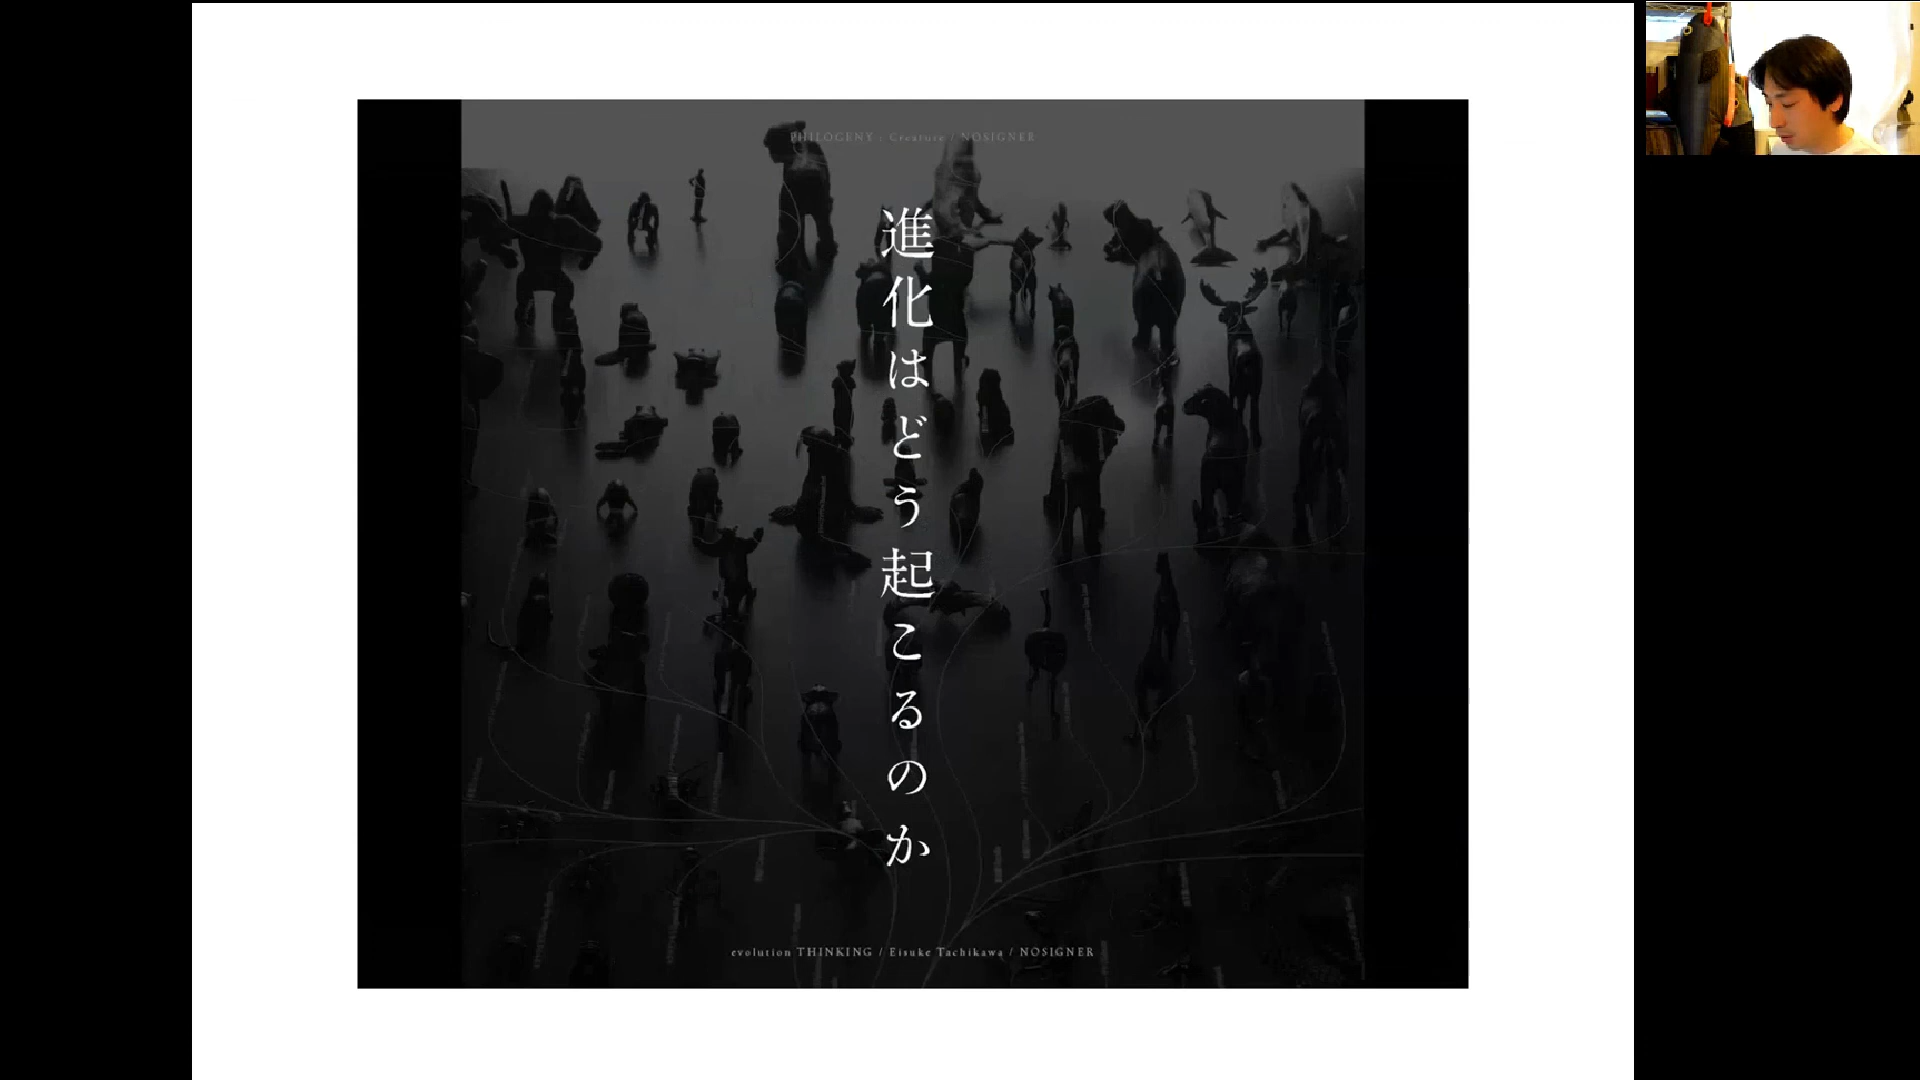 PHILOGENY : Creature / NOSIGNER
進化はどう起こるのか
evolution THINKING / Eisuke Tachikawa / NOSIGNER